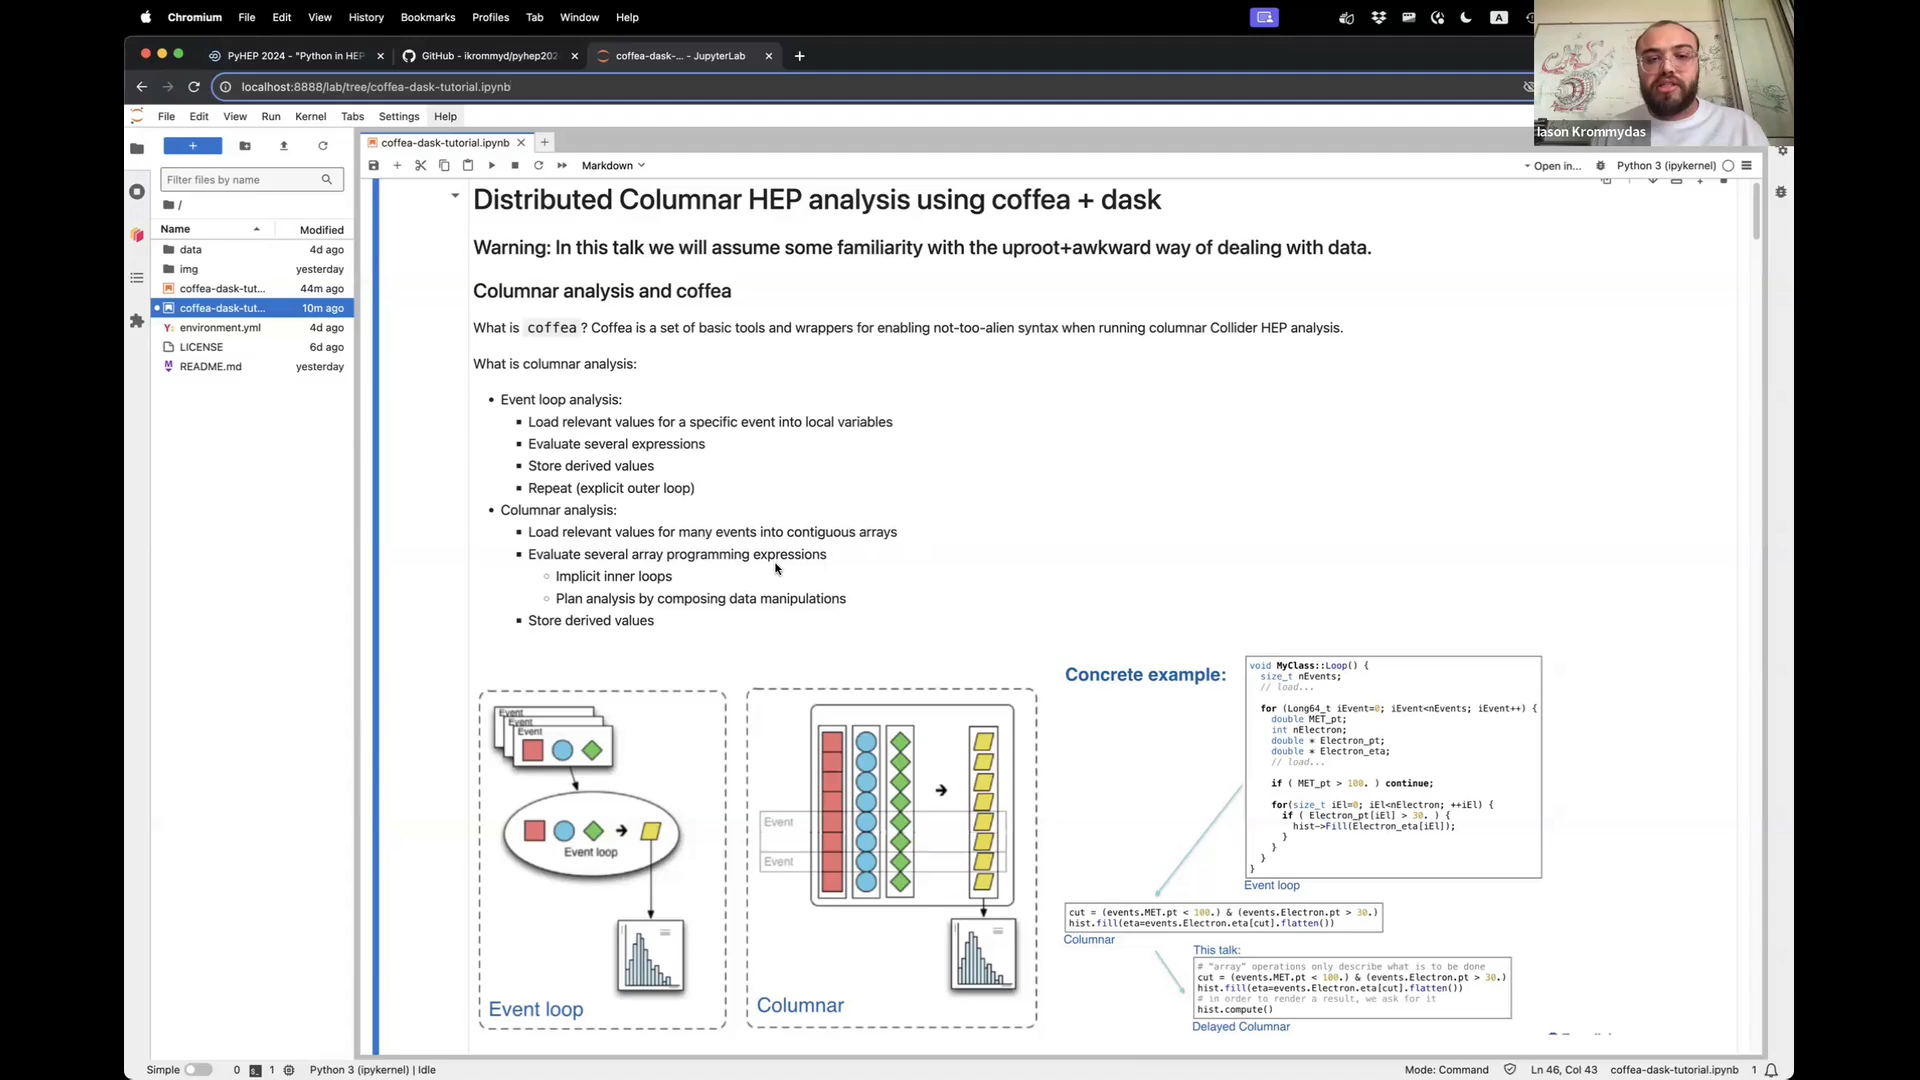 Chromium File Edit View History Bookmarks Profiles Tab Window Help
A
PyHEP 2024 - "Python in HEP
GitHub - ikrommyd/pyhep202
coffea-dask-... - JupyterLab
localhost:8888/lab/tree/coffea-dask-tutorial.ipynb
Iason Krommydas
File Edit View Run Kernel Tabs Settings Help
coffea-dask-tutorial.ipynb
Markdown
Open in...
Python 3 (ipykernel)
Filter files by name
/
Name Modified
data 4d ago
img yesterday
coffea-dask-tut... 44m ago
coffea-dask-tut... 10m ago
Y: environment.yml 4d ago
LICENSE 6d ago
README.md yesterday
Distributed Columnar HEP analysis using coffea + dask
Warning: In this talk we will assume some familiarity with the uproot+awkward way of dealing with data.
Columnar analysis and coffea
What is coffea ? Coffea is a set of basic tools and wrappers for enabling not-too-alien syntax when running columnar Collider HEP analysis.
What is columnar analysis:
• Event loop analysis:
▪ Load relevant values for a specific event into local variables
▪ Evaluate several expressions
▪ Store derived values
▪ Repeat (explicit outer loop)
• Columnar analysis:
▪ Load relevant values for many events into contiguous arrays
▪ Evaluate several array programming expressions
◦ Implicit inner loops
◦ Plan analysis by composing data manipulations
▪ Store derived values
Event
Event
Event
Event loop
Event loop
Event
Event
Columnar
Concrete example:
void MyClass::Loop() {
size_t nEvents;
// load...
for (Long64_t iEvent=0; iEvent<nEvents; iEvent++) {
double MET_pt;
int nElectron;
double * Electron_pt;
double * Electron_eta;
// load...
if ( MET_pt > 100. ) continue;
for(size_t iEl=0; iEl<nElectron; ++iEl) {
if ( Electron_pt[iEl] > 30. ) {
hist->Fill(Electron_eta[iEl]);
}
}
}
}
Event loop
cut = (events.MET.pt < 100.) & (events.Electron.pt > 30.)
hist.fill(eta=events.Electron.eta[cut].flatten())
Columnar
This talk:
# "array" operations only describe what is to be done
cut = (events.MET.pt < 100.) & (events.Electron.pt > 30.)
hist.fill(eta=events.Electron.eta[cut].flatten())
# in order to render a result, we ask for it
hist.compute()
Delayed Columnar
Simple 0 1 Python 3 (ipykernel) | Idle
Mode: Command Ln 46, Col 43 coffea-dask-tutorial.ipynb 1